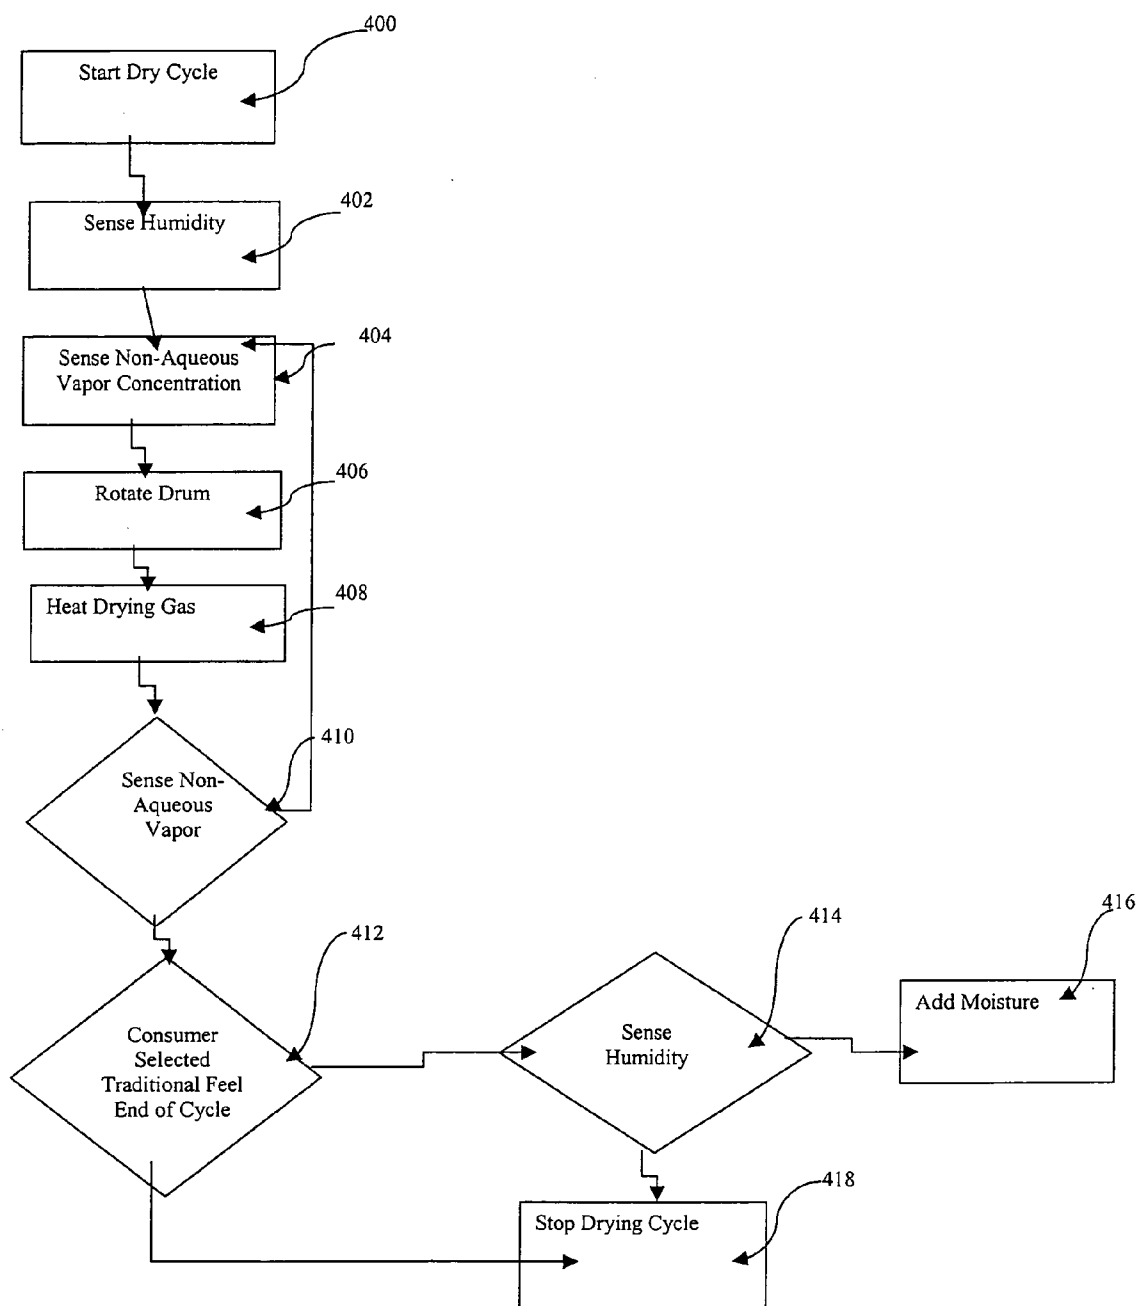 400
Start Dry Cycle
402
Sense Humidity
404
Sense Non-Aqueous
Vapor Concentration
406
Rotate Drum
408
Heat Drying Gas
410
Sense Non-
Aqueous
Vapor
412
Consumer
Selected
Traditional Feel
End of Cycle
414
Sense
Humidity
416
Add Moisture
418
Stop Drying Cycle